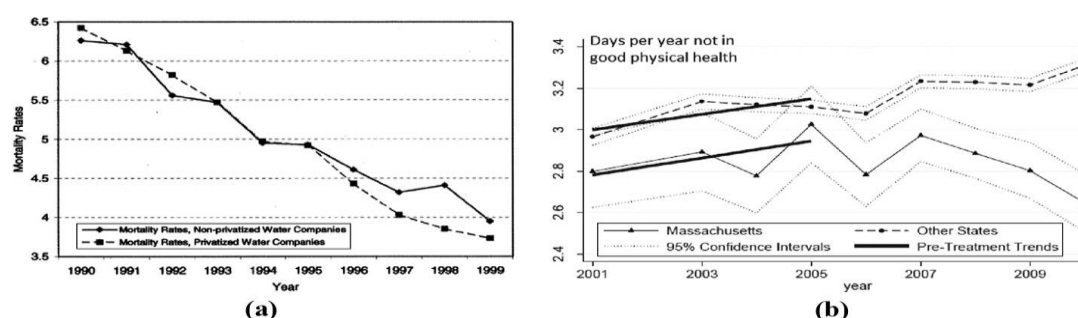 6.5
6
5.5
5
4.5
4
3.5
Mortality Rates
Mortality Rates, Non-privatized Water Companies
Mortality Rates, Privatized Water Companies
1990 1991 1992 1993 1994 1995 1996 1997 1998 1999
Year
(a)
Days per year not in
good physical health
3.4
3.2
3
2.8
2.6
2.4
Massachusetts Other States
95% Confidence Intervals Pre-Treatment Trends
2001 2003 2005 2007 2009
year
(b)